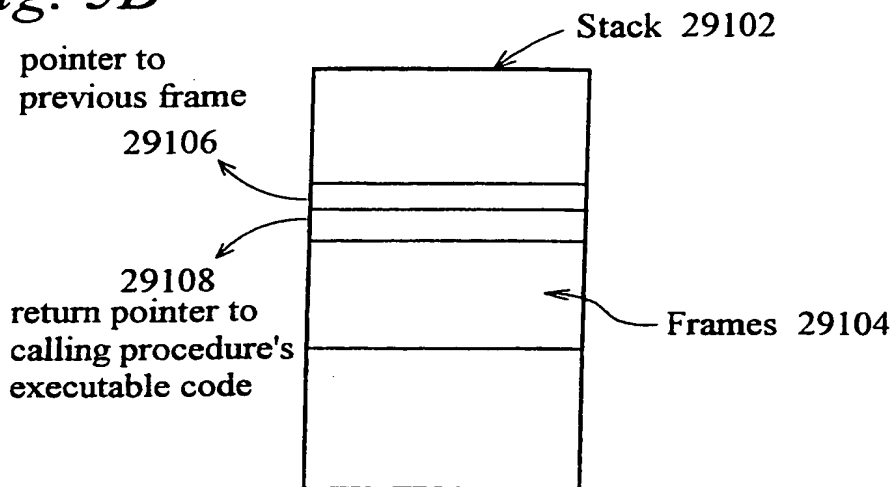 Stack 29102
pointer to
previous frame
29106
29108
return pointer to
calling procedure's
executable code
Frames 29104